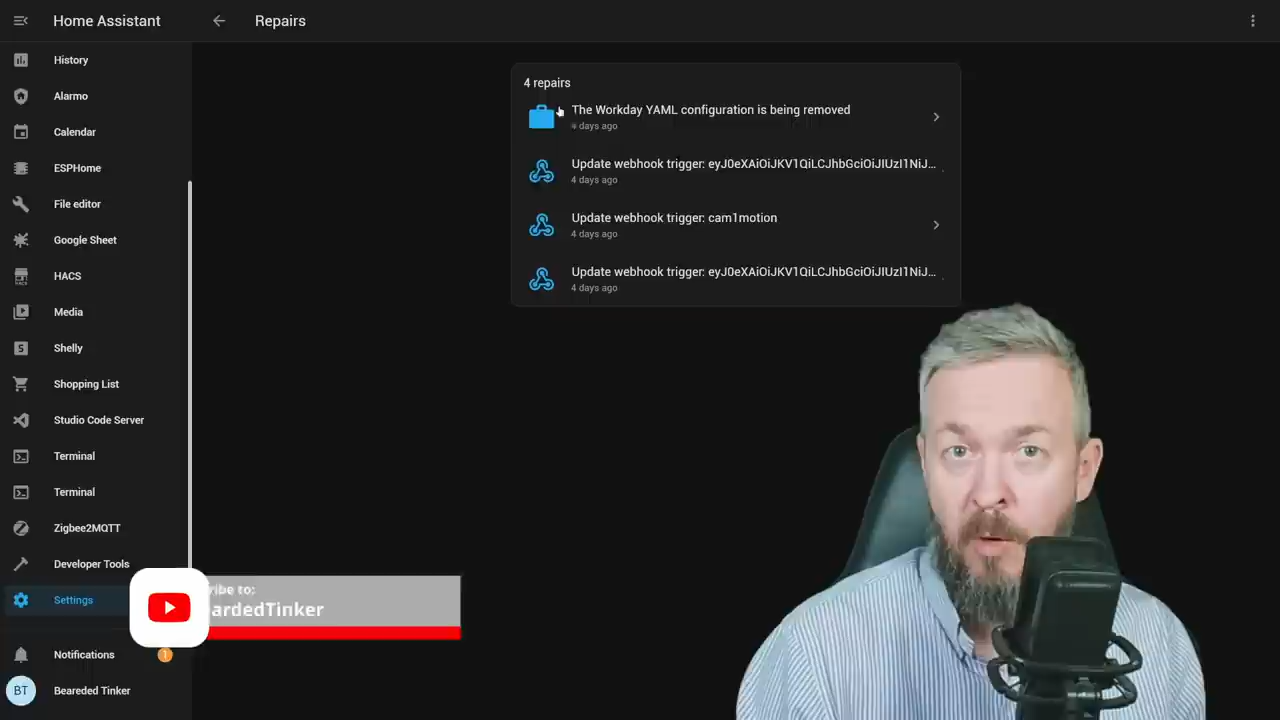 Home Assistant
Repairs
History
Alarmo
Calendar
ESPHome
File editor
Google Sheet
HACS
HACS
Media
Shelly
S
Shopping List
Studio Code Server
Terminal
Terminal
Zigbee2MQTT
Developer Tools
Settings
Notifications
1
BT
Beareded Tinker
4 repairs
The Workday YAML configuration is being removed
days ago
Update webhook trigger: eyJ0eXAiOiJKV1QiLCJhbGciOiJIUzI1NiJ...
4 days ago
Update webhook trigger: cam1motion
4 days ago
Update webhook trigger: eyJ0eXAiOiJKV1QiLCJhbGciOiJIUzI1NiJ...
4 days ago
ribe to:
ardedTinker